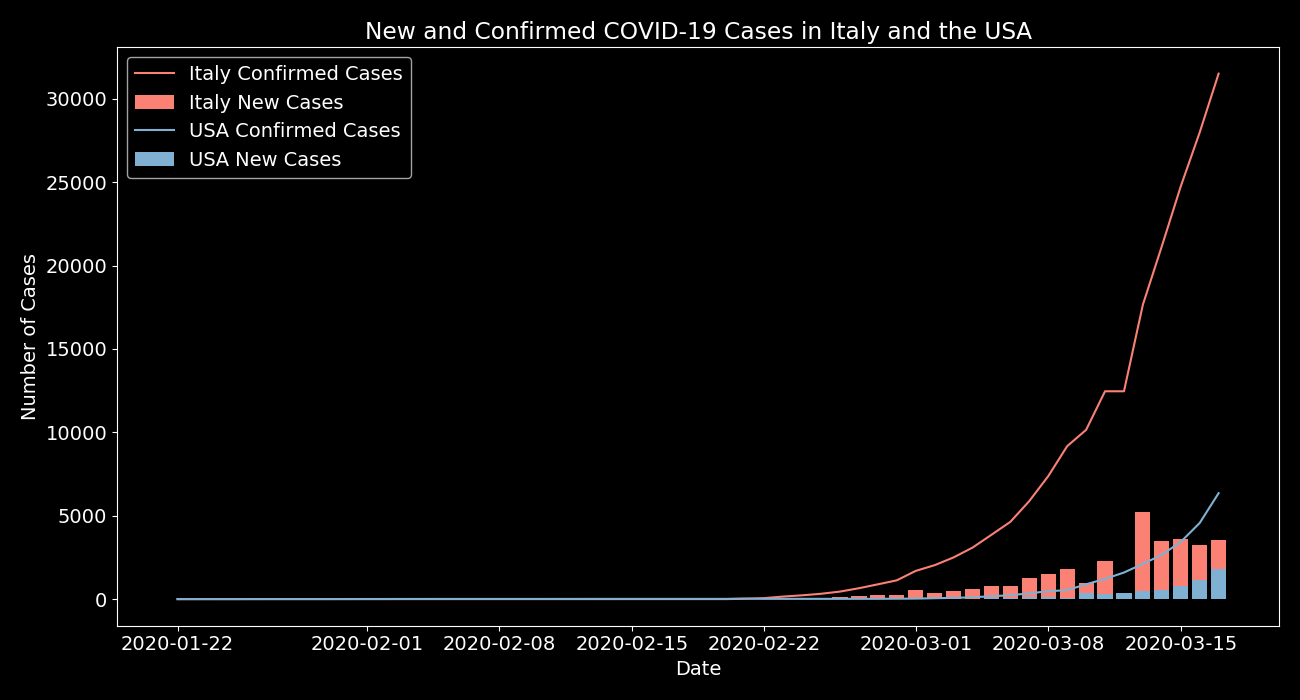 New and Confirmed COVID-19 Cases in Italy and the USA
Italy Confirmed Cases
Italy New Cases
USA Confirmed Cases
USA New Cases
Number of Cases
30000
25000
20000
15000
10000
5000
0
2020-01-22 2020-02-01 2020-02-08 2020-02-15 2020-02-22 2020-03-01 2020-03-08 2020-03-15
Date